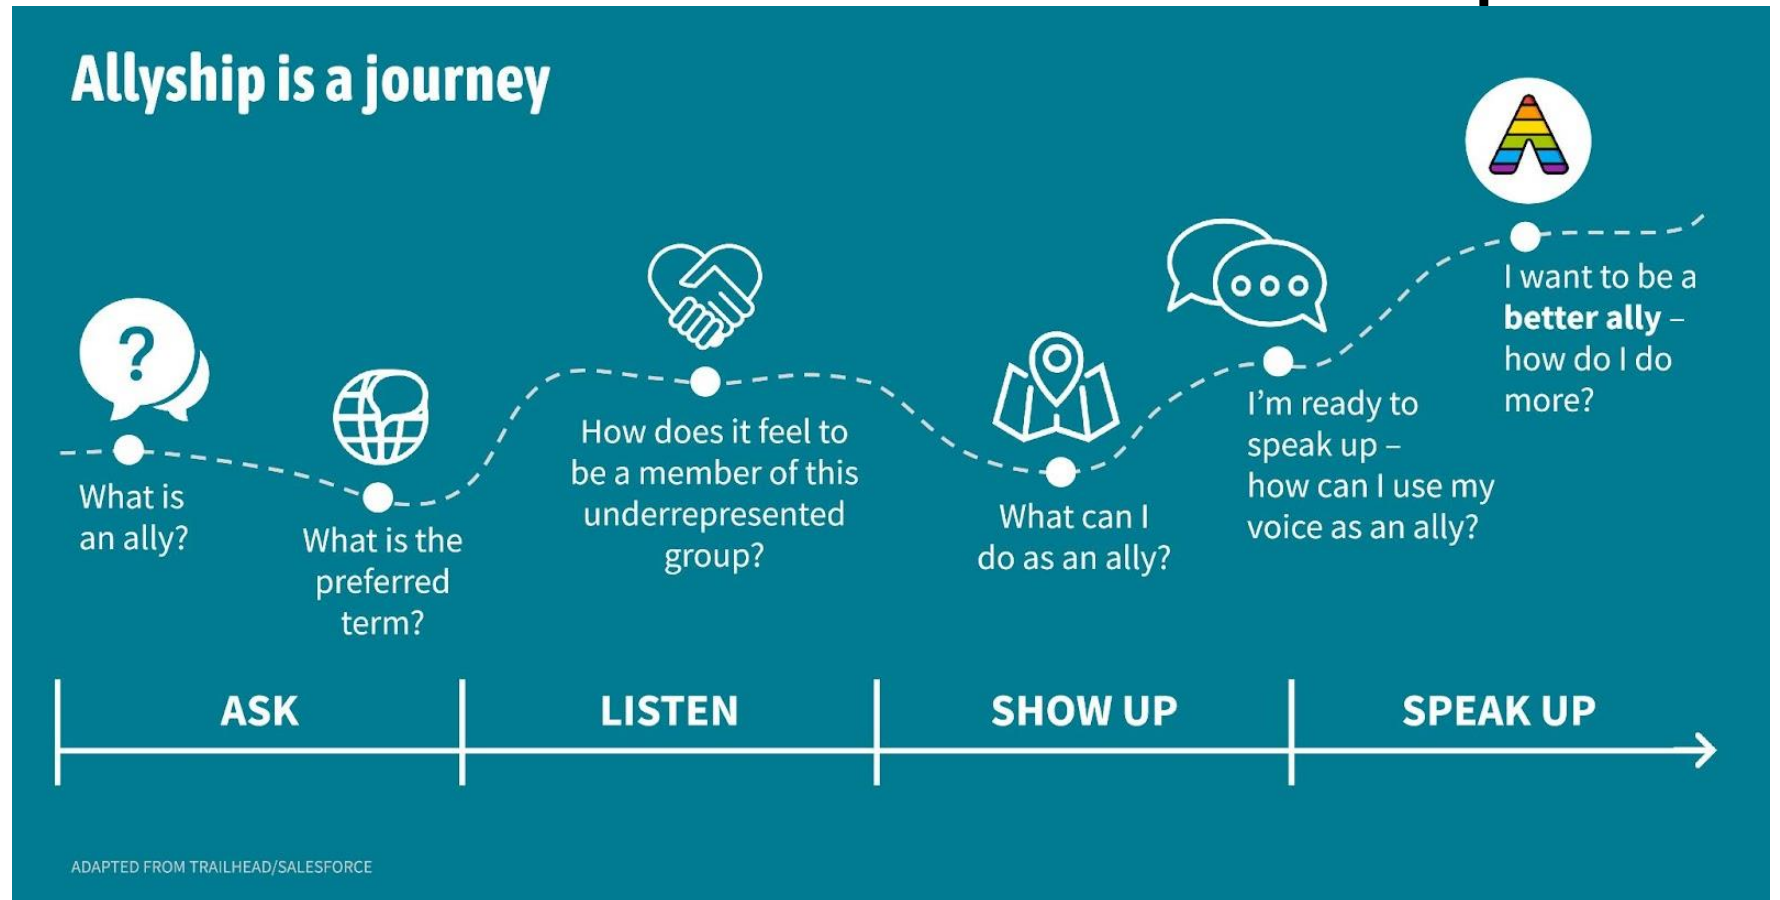 Allyship is a journey
?
What is
an ally?
What is the
preferred
term?
How does it feel to
be a member of this
underrepresented
group?
What can I
do as an ally?
I'm ready to
speak up –
how can I use my
voice as an ally?
A
I want to be a
better ally –
how do I do
more?
ASK
LISTEN
SHOW UP
SPEAK UP
ADAPTED FROM TRAILHEAD/SALESFORCE